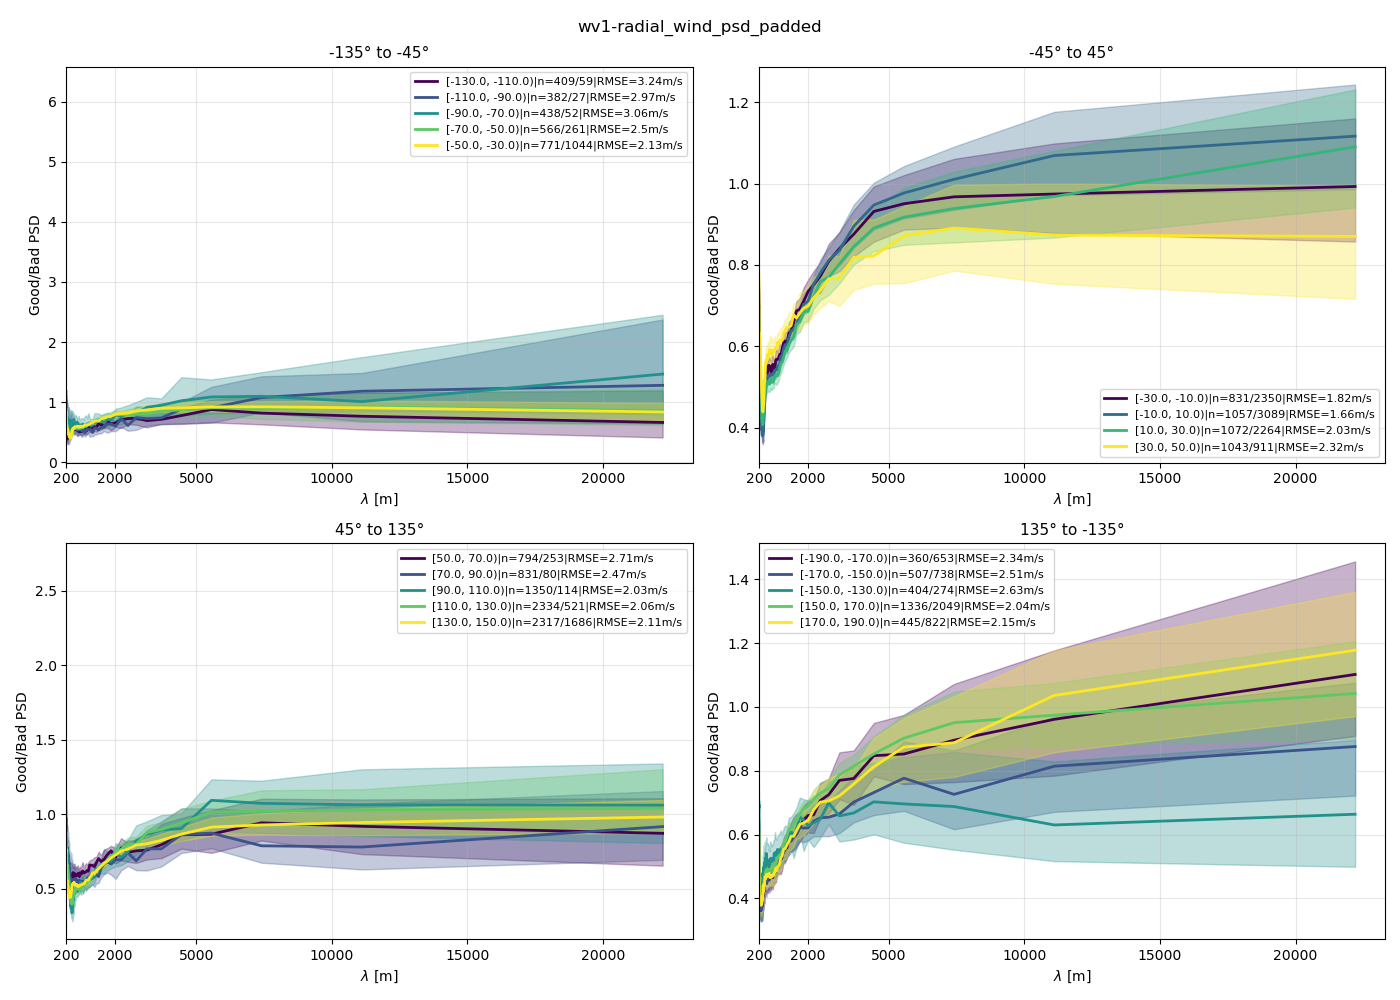 wv1-radial_wind_psd_padded
-135° to -45°
Good/Bad PSD
6
5
4
3
2
1
0
[-130.0, -110.0)|n=409/59|RMSE=3.24m/s
[-110.0, -90.0)|n=382/27|RMSE=2.97m/s
[-90.0, -70.0)|n=438/52|RMSE=3.06m/s
[-70.0, -50.0)|n=566/261|RMSE=2.5m/s
[-50.0, -30.0)|n=771/1044|RMSE=2.13m/s
200 2000 5000 10000 15000 20000
λ [m]
-45° to 45°
Good/Bad PSD
1.2
1.0
0.8
0.6
0.4
[-30.0, -10.0)|n=831/2350|RMSE=1.82m/s
[-10.0, 10.0)|n=1057/3089|RMSE=1.66m/s
[10.0, 30.0)|n=1072/2264|RMSE=2.03m/s
[30.0, 50.0)|n=1043/911|RMSE=2.32m/s
200 2000 5000 10000 15000 20000
λ [m]
45° to 135°
Good/Bad PSD
2.5
2.0
1.5
1.0
0.5
[50.0, 70.0)|n=794/253|RMSE=2.71m/s
[70.0, 90.0)|n=831/80|RMSE=2.47m/s
[90.0, 110.0)|n=1350/114|RMSE=2.03m/s
[110.0, 130.0)|n=2334/521|RMSE=2.06m/s
[130.0, 150.0)|n=2317/1686|RMSE=2.11m/s
200 2000 5000 10000 15000 20000
λ [m]
135° to -135°
Good/Bad PSD
1.4
1.2
1.0
0.8
0.6
0.4
[-190.0, -170.0)|n=360/653|RMSE=2.34m/s
[-170.0, -150.0)|n=507/738|RMSE=2.51m/s
[-150.0, -130.0)|n=404/274|RMSE=2.63m/s
[150.0, 170.0)|n=1336/2049|RMSE=2.04m/s
[170.0, 190.0)|n=445/822|RMSE=2.15m/s
200 2000 5000 10000 15000 20000
λ [m]